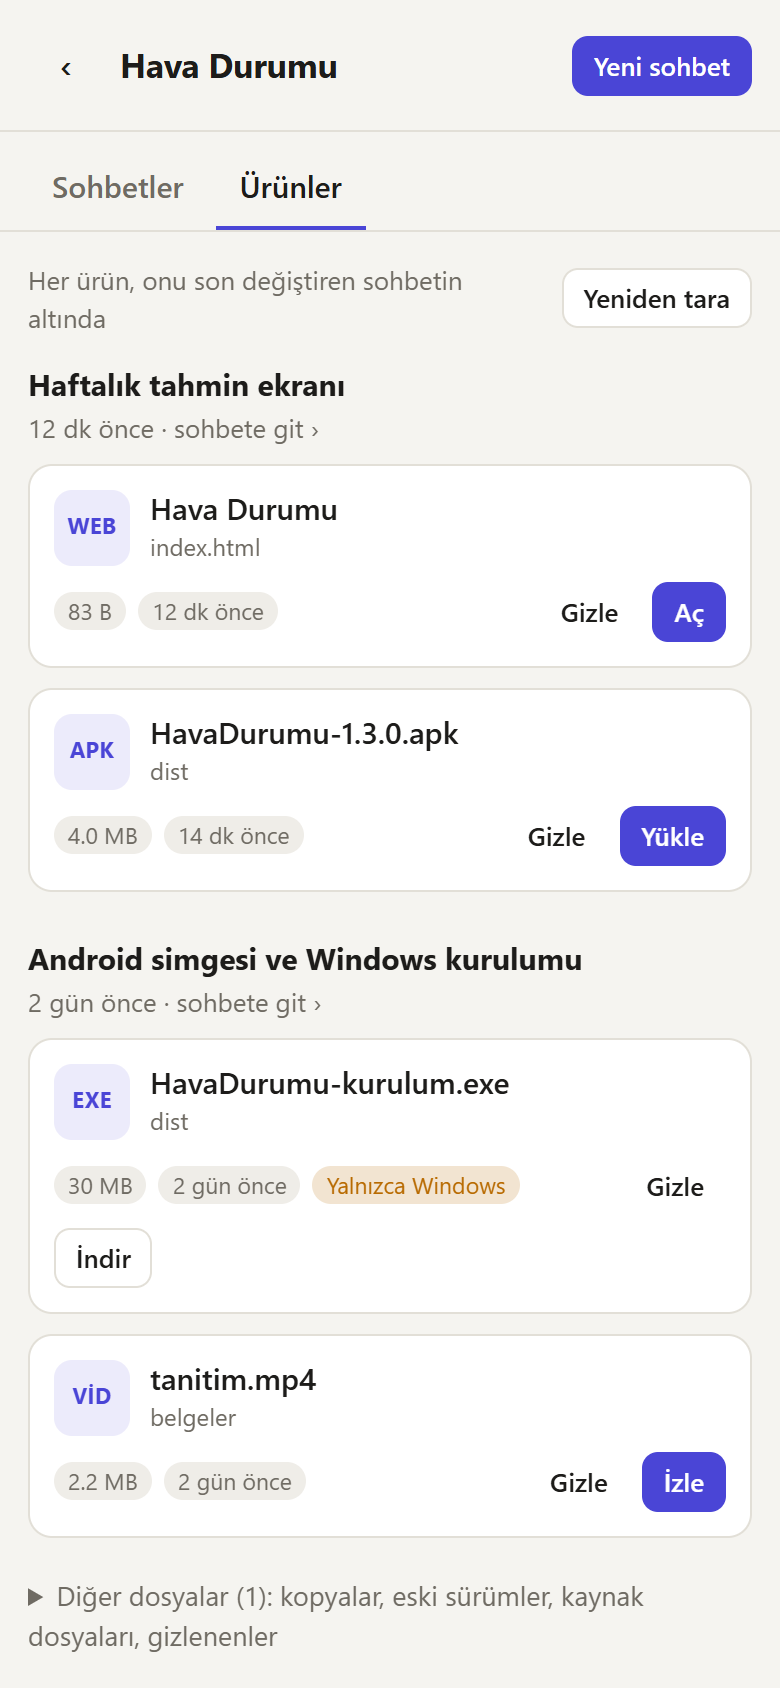 ‹ Hava Durumu Yeni sohbet
Sohbetler Ürünler
Her ürün, onu son değiştiren sohbetin
altında
Yeniden tara
Haftalık tahmin ekranı
12 dk önce · sohbete git ›
WEB
Hava Durumu
index.html
83 B 12 dk önce Gizle Aç
APK
HavaDurumu-1.3.0.apk
dist
4.0 MB 14 dk önce Gizle Yükle
Android simgesi ve Windows kurulumu
2 gün önce · sohbete git ›
EXE
HavaDurumu-kurulum.exe
dist
30 MB 2 gün önce Yalnızca Windows Gizle
İndir
VİD
tanitim.mp4
belgeler
2.2 MB 2 gün önce Gizle İzle
▶ Diğer dosyalar (1): kopyalar, eski sürümler, kaynak
dosyaları, gizlenenler